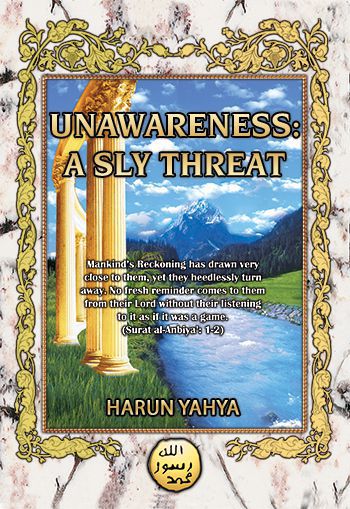 UNAWARENESS:
A SLY THREAT
Mankind's Reckoning has drawn very
close to them, yet they heedlessly turn
away. No fresh reminder comes to them
from their Lord without their listening
to it as if it was a game.
(Surat al-Anbiya': 1-2)
HARUN YAHYA
الله
رسول
محمد